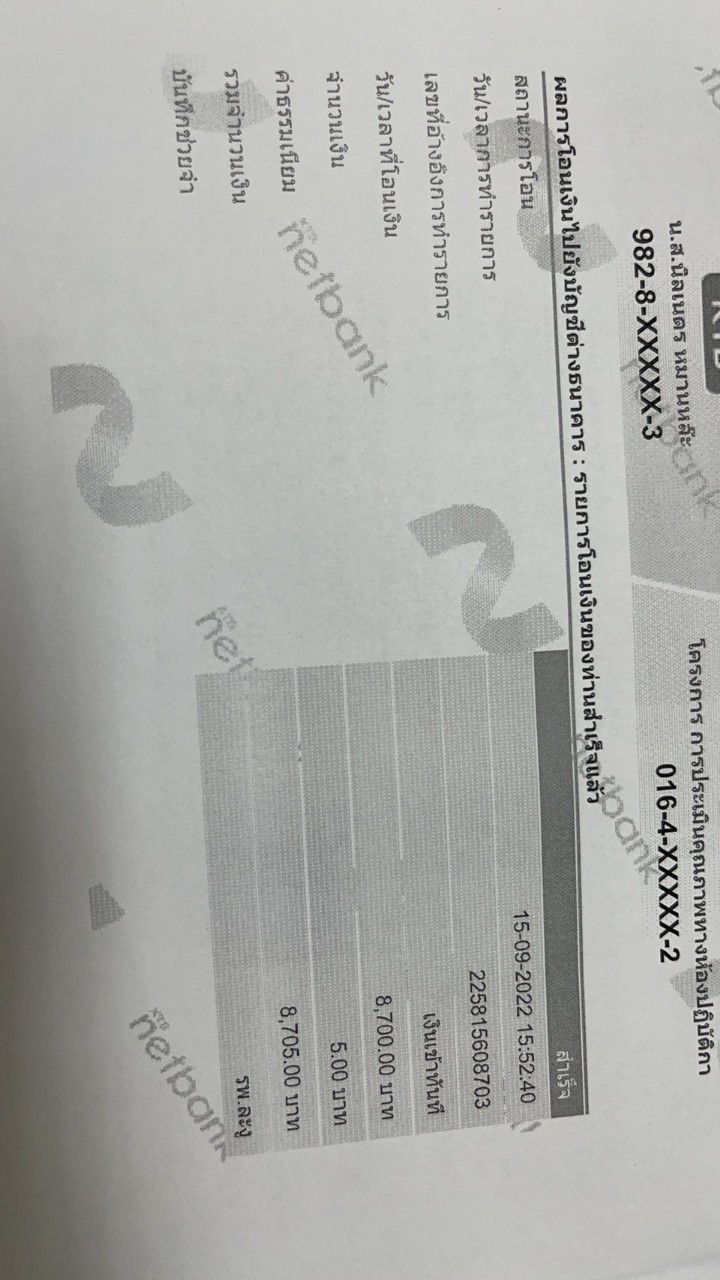 น.ส.นิลเนตร หมานหล๊ะ
982-8-XXXXX-3
โครงการ การประเมินคุณภาพทางห้องปฏิบัติกา
016-4-XXXXX-2
ผลการโอนเงินไปยังบัญชีต่างธนาคาร : รายการโอนเงินของท่านสำเร็จแล้ว
สถานะการโอน สำเร็จ
วัน/เวลาการทำรายการ 15-09-2022 15:52:40
เลขที่อ้างอิงการทำรายการ 225815608703
วัน/เวลาที่โอนเงิน เงินเข้าทันที
จำนวนเงิน 8,700.00 บาท
ค่าธรรมเนียม 5.00 บาท
รวมจำนวนเงิน 8,705.00 บาท
บันทึกช่วยจำ รพ.ละงู
netbank
netbank
netbank
netbank